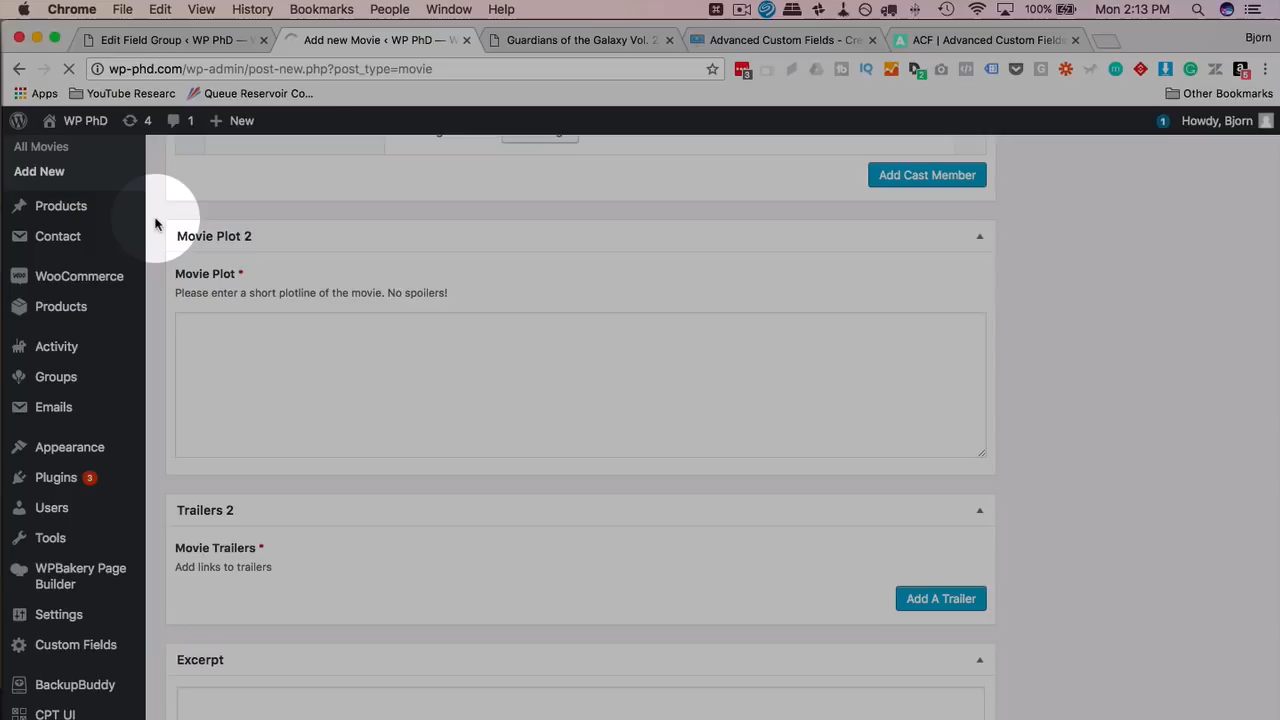 Chrome File Edit View History Bookmarks People Window Help 100% Mon 2:13 PM
Edit Field Group ‹ WP PhD — Add new Movie ‹ WP PhD — W Guardians of the Galaxy Vol. 2 Advanced Custom Fields - Cre ACF | Advanced Custom Fields Bjorn
wp-phd.com/wp-admin/post-new.php?post_type=movie
Apps YouTube Researc Queue Reservoir Co... Other Bookmarks
WP PhD 4 1 New 1 Howdy, Bjorn
All Movies
Add New
Products
Contact
WooCommerce
Products
Activity
Groups
Emails
Appearance
Plugins 3
Users
Tools
WPBakery Page
Builder
Settings
Custom Fields
BackupBuddy
CPT UI
Add Cast Member
Movie Plot 2
Movie Plot *
Please enter a short plotline of the movie. No spoilers!
Trailers 2
Movie Trailers *
Add links to trailers
Add A Trailer
Excerpt